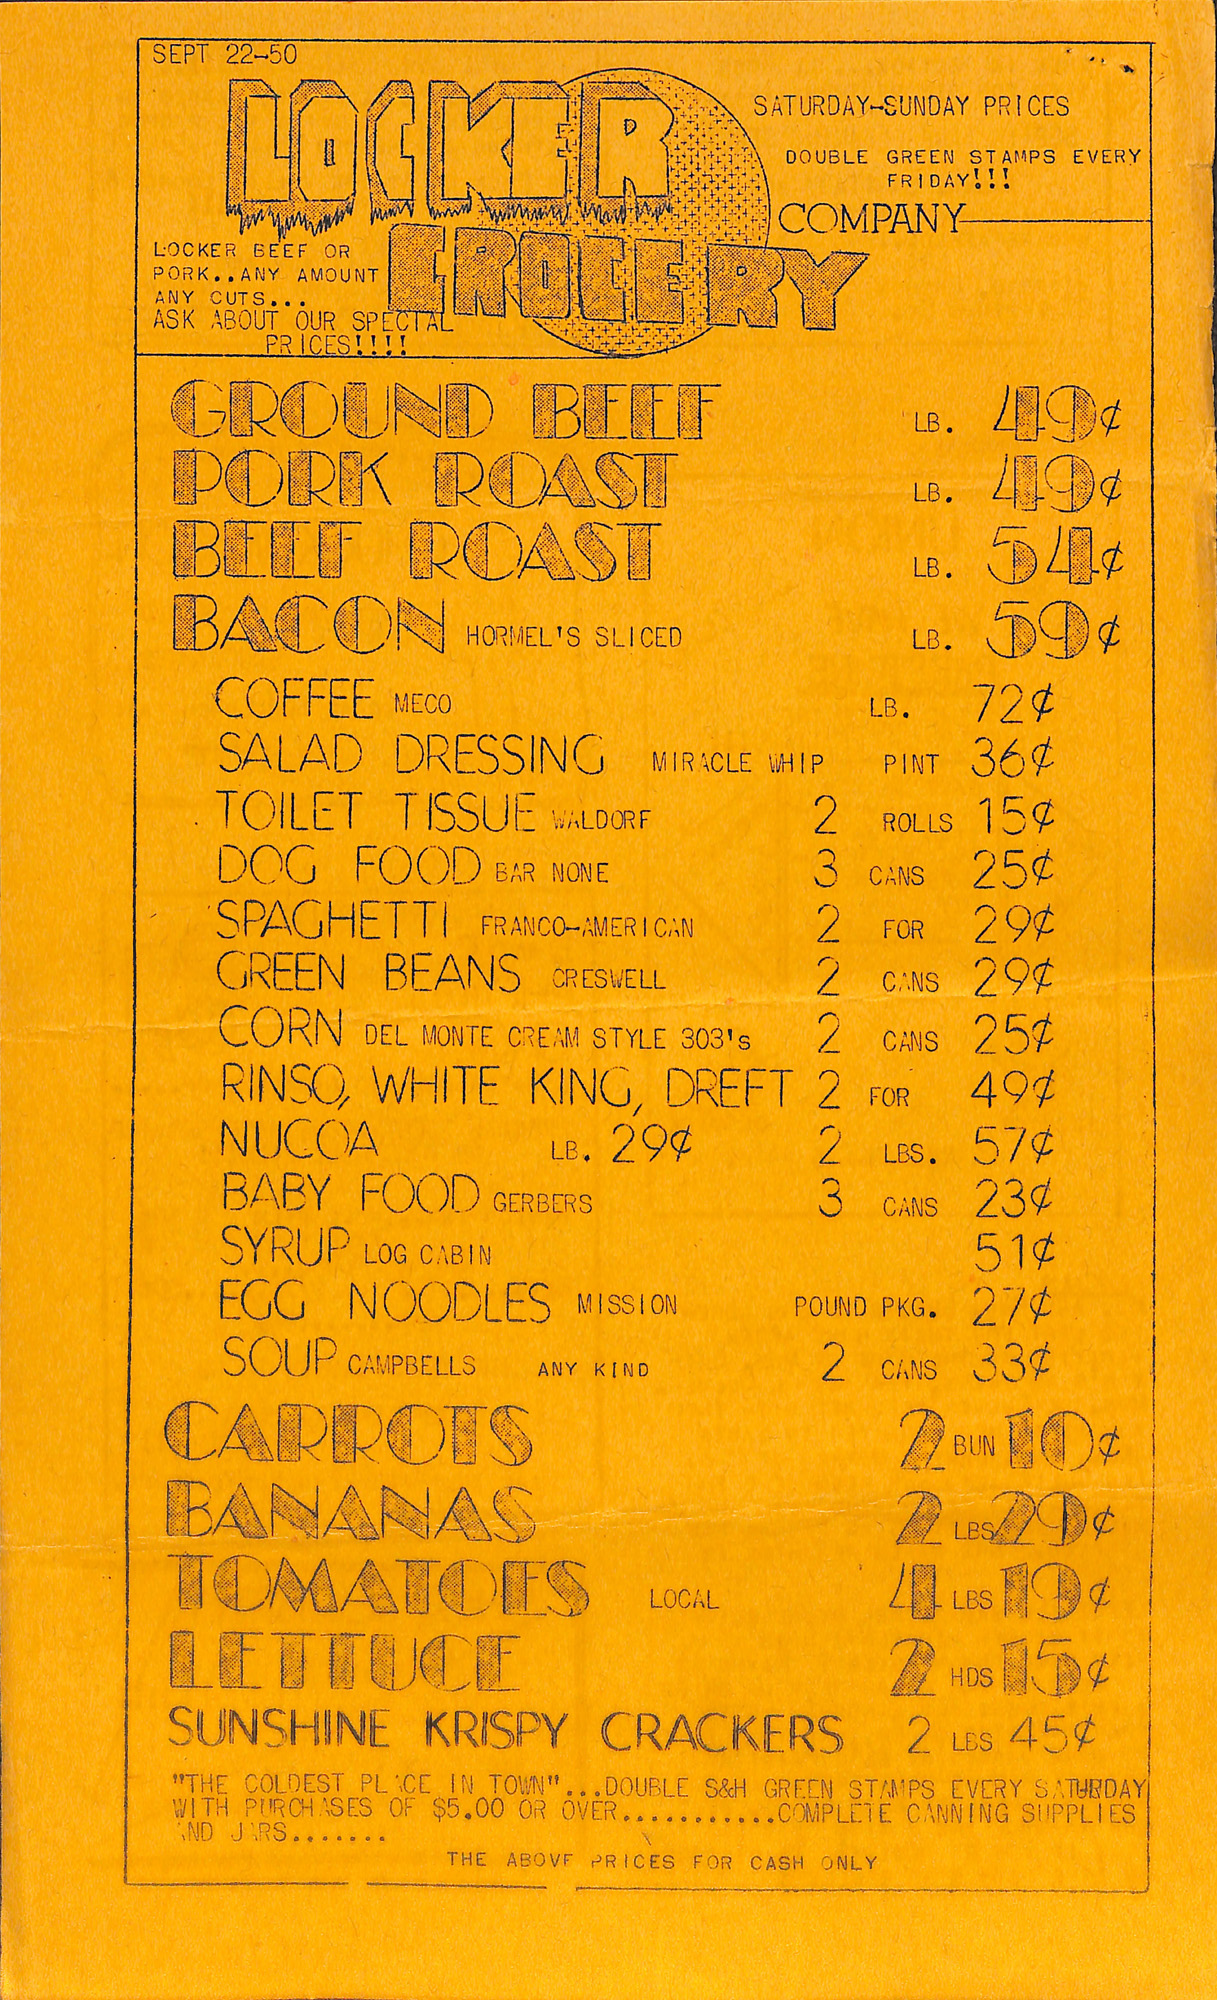 SEPT 22-50
LOCKER
SATURDAY-SUNDAY PRICES
DOUBLE GREEN STAMPS EVERY
FRIDAY!!!
COMPANY
GROCERY
LOCKER BEEF OR
PORK..ANY AMOUNT
ANY CUTS...
ASK ABOUT OUR SPECIAL
PRICES!!!!
GROUND BEEF LB. 49¢
PORK ROAST LB. 49¢
BEEF ROAST LB. 54¢
BACON HORMEL'S SLICED LB. 59¢
COFFEE MECO LB. 72¢
SALAD DRESSING MIRACLE WHIP PINT 36¢
TOILET TISSUE WALDORF 2 ROLLS 15¢
DOG FOOD BAR NONE 3 CANS 25¢
SPAGHETTI FRANCO-AMERICAN 2 FOR 29¢
GREEN BEANS CRESWELL 2 CANS 29¢
CORN DEL MONTE CREAM STYLE 303's 2 CANS 25¢
RINSO, WHITE KING, DREFT 2 FOR 49¢
NUCOA LB. 29¢ 2 LBS. 57¢
BABY FOOD GERBERS 3 CANS 23¢
SYRUP LOG CABIN 51¢
EGG NOODLES MISSION POUND PKG. 27¢
SOUP CAMPBELLS ANY KIND 2 CANS 33¢
CARROTS 2 BUN 10¢
BANANAS 2 LBS 29¢
TOMATOES LOCAL 4 LBS 19¢
LETTUCE 2 HDS 15¢
SUNSHINE KRISPY CRACKERS 2 LBS 45¢
"THE COLDEST PLACE IN TOWN"...DOUBLE S&H GREEN STAMPS EVERY SATURDAY
WITH PURCHASES OF $5.00 OR OVER............COMPLETE CANNING SUPPLIES
AND JARS.......
THE ABOVE PRICES FOR CASH ONLY